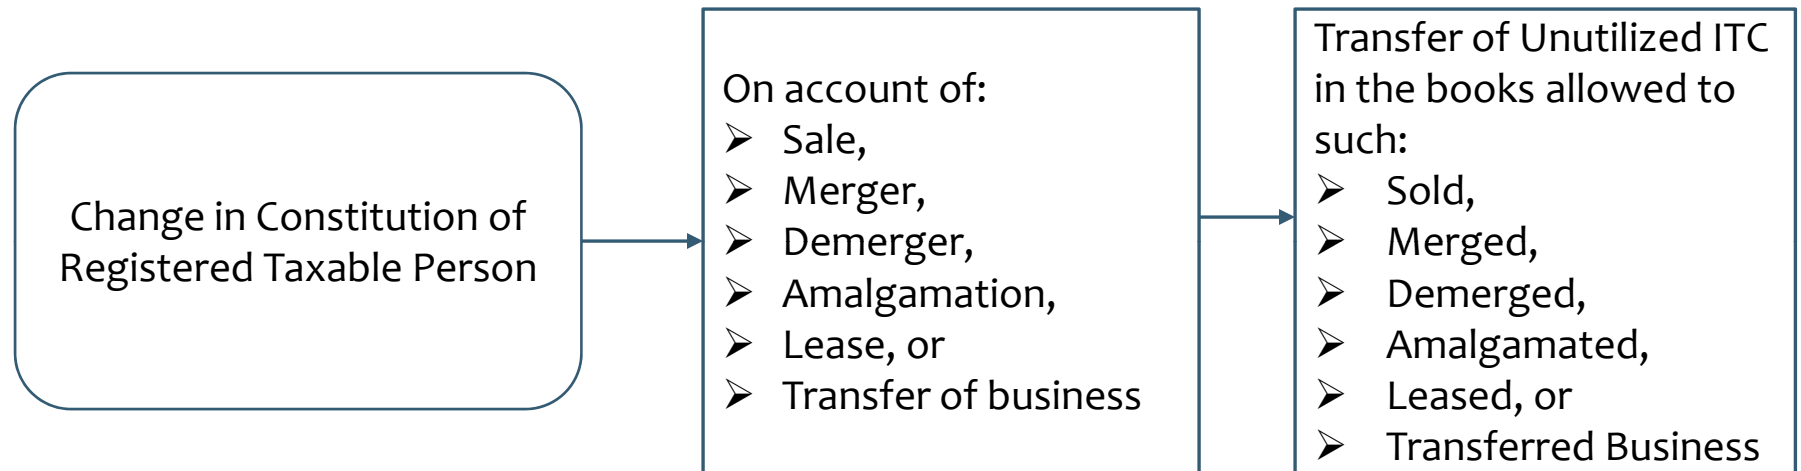 Change in Constitution of
Registered Taxable Person
On account of:
➢ Sale,
➢ Merger,
➢ Demerger,
➢ Amalgamation,
➢ Lease, or
➢ Transfer of business
Transfer of Unutilized ITC
in the books allowed to
such:
➢ Sold,
➢ Merged,
➢ Demerged,
➢ Amalgamated,
➢ Leased, or
➢ Transferred Business